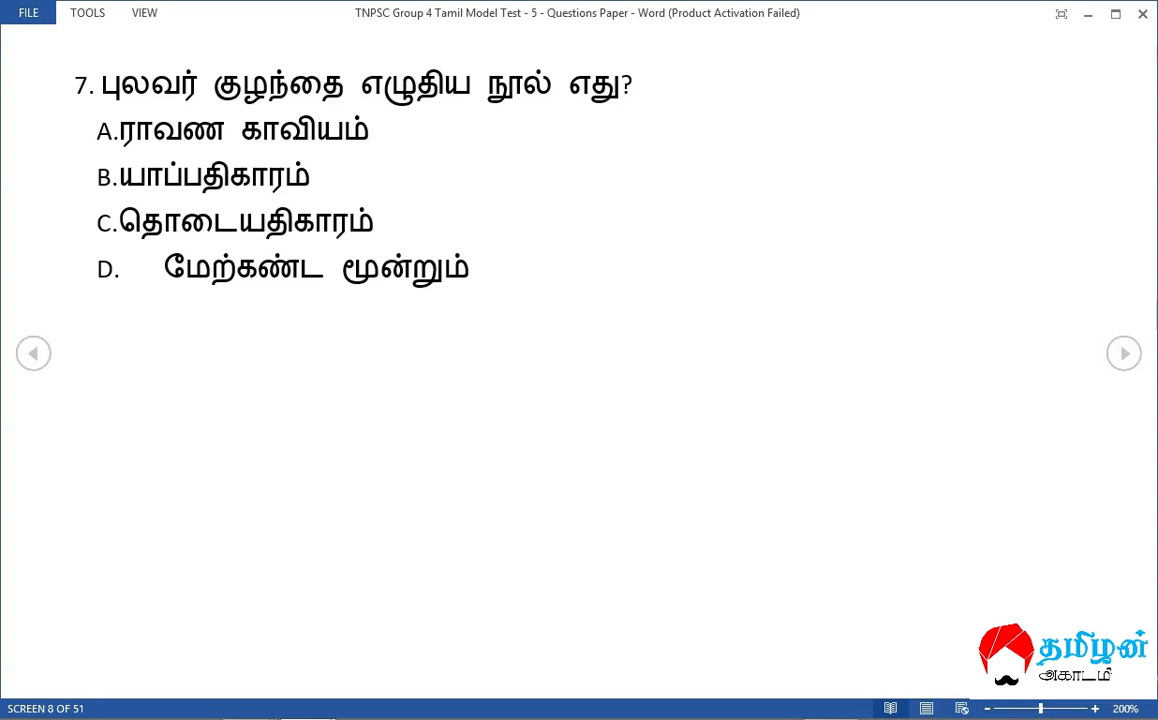 FILE TOOLS VIEW TNPSC Group 4 Tamil Model Test - 5 - Questions Paper - Word (Product Activation Failed)
7. புலவர் குழந்தை எழுதிய நூல் எது?
A.ராவண காவியம்
B.யாப்பதிகாரம்
C.தொடையதிகாரம்
D. மேற்கண்ட மூன்றும்
தமிழன்
அகாடமி
SCREEN 8 OF 51 200%